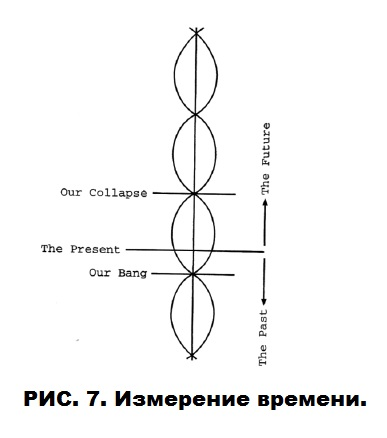 The Future
Our Collapse
The Present
Our Bang
The Past
РИС. 7. Измерение времени.